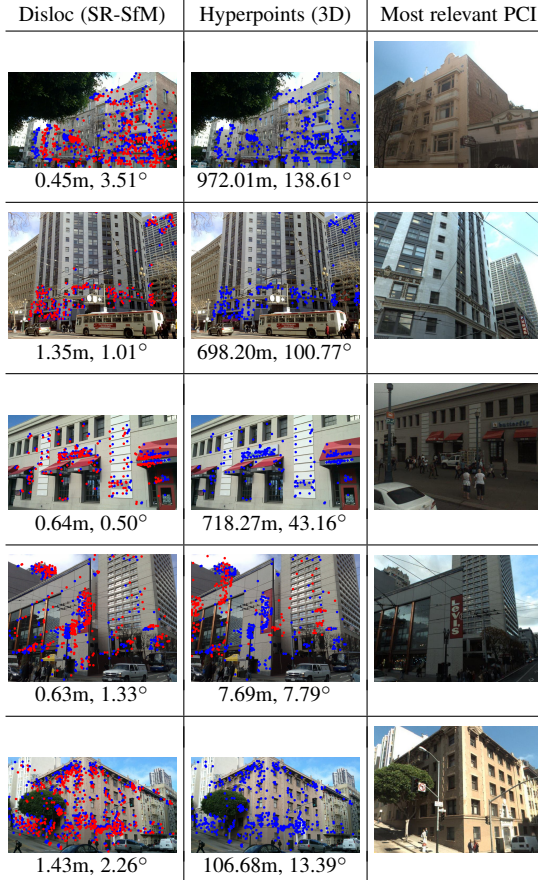 Disloc (SR-SfM) Hyperpoints (3D) Most relevant PCI
0.45m, 3.51° 972.01m, 138.61°
1.35m, 1.01° 698.20m, 100.77°
0.64m, 0.50° 718.27m, 43.16°
Levi's
0.63m, 1.33° 7.69m, 7.79°
1.43m, 2.26° 106.68m, 13.39°